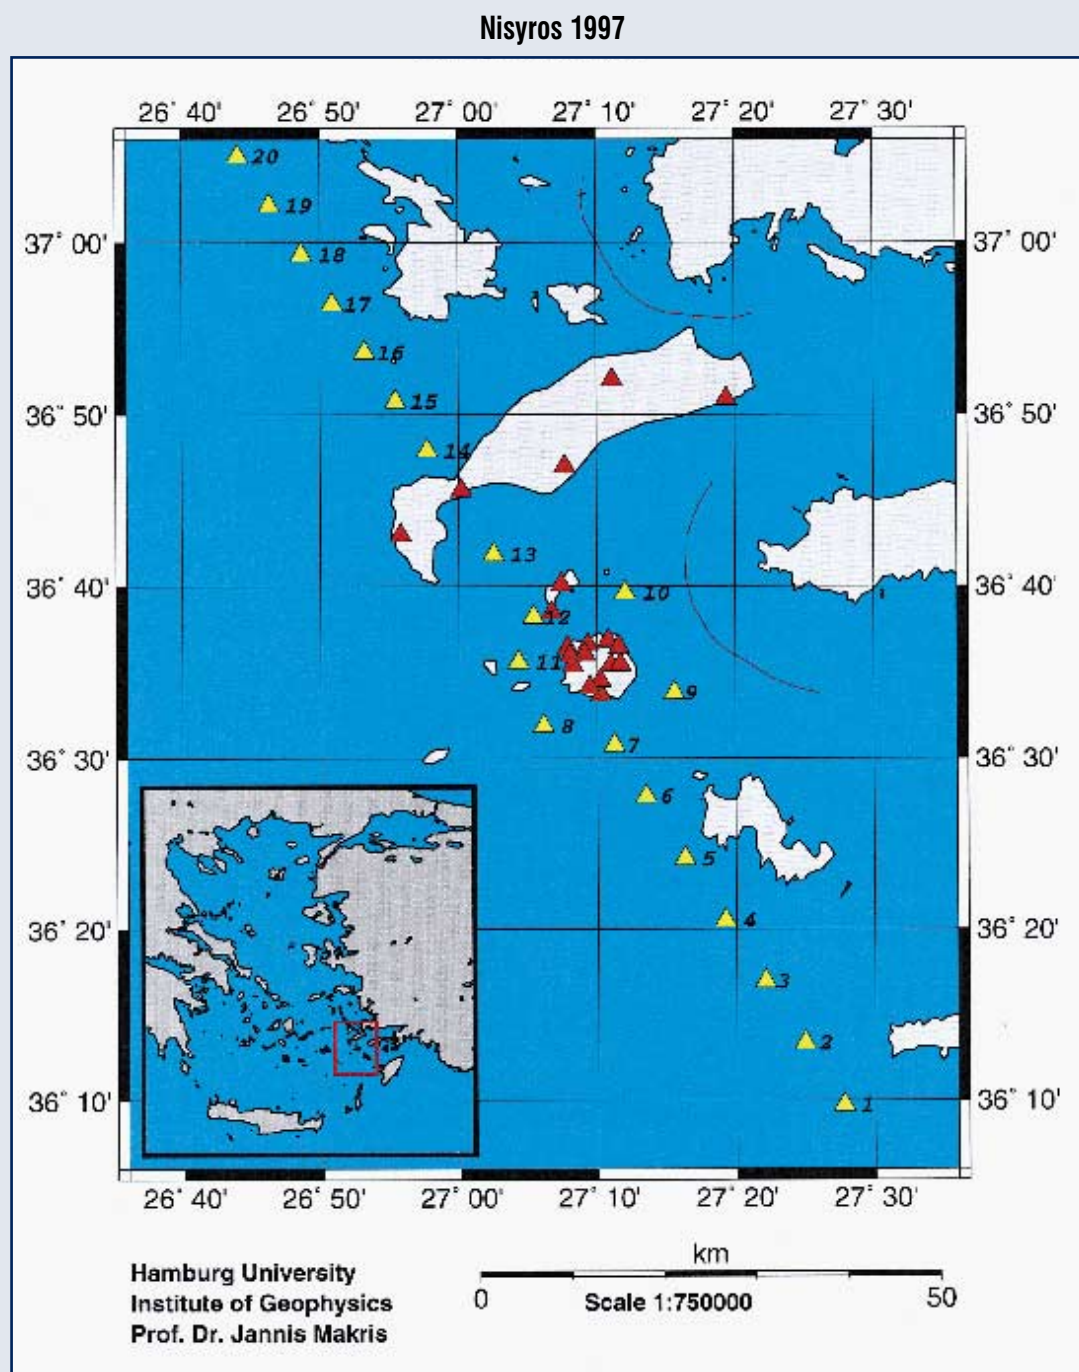 Nisyros 1997
26° 40' 26° 50' 27° 00' 27° 10' 27° 20' 27° 30'
20
19
37° 00' 18 37° 00'
17
16
15
36° 50' 36° 50'
14
13
36° 40' 10 36° 40'
12
11
9
8
7
36° 30' 36° 30'
6
5
4
36° 20' 36° 20'
3
2
36° 10' 1 36° 10'
26° 40' 26° 50' 27° 00' 27° 10' 27° 20' 27° 30'
km
0 Scale 1:750000 50
Hamburg University
Institute of Geophysics
Prof. Dr. Jannis Makris